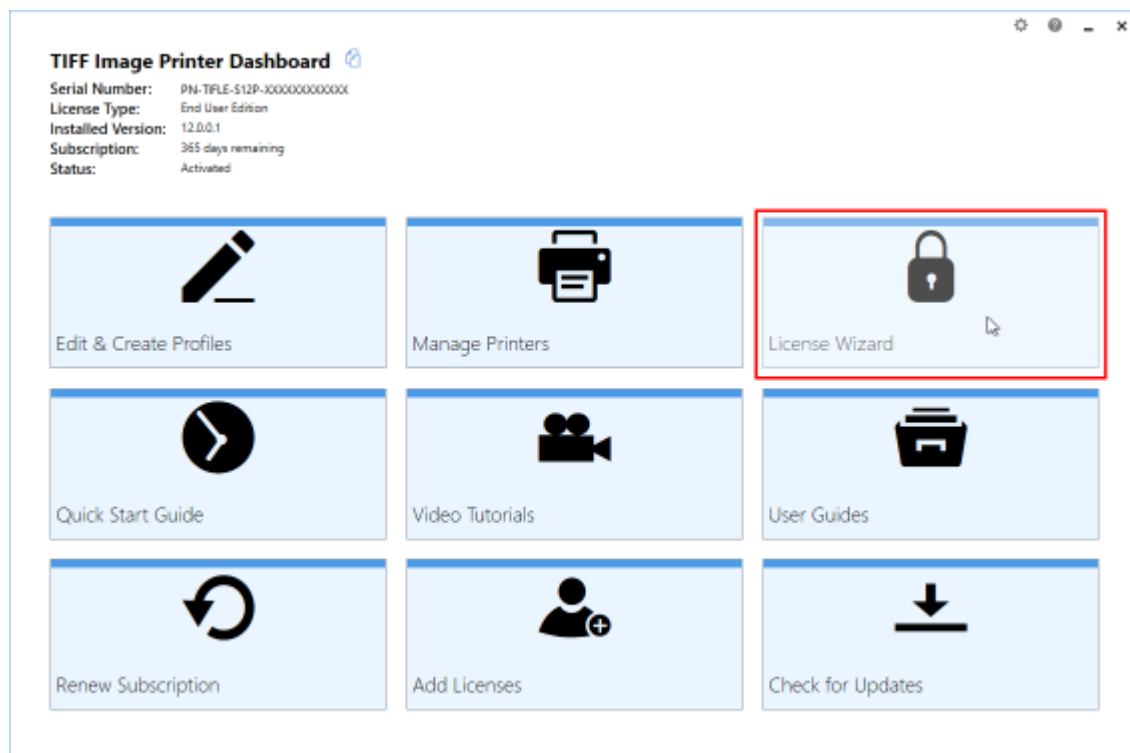 TIFF Image Printer Dashboard
Serial Number: PN-TIFLE-S12P-XXXXXXXXXXXX
License Type: End User Edition
Installed Version: 12.0.0.1
Subscription: 365 days remaining
Status: Activated
Edit & Create Profiles
Manage Printers
License Wizard
Quick Start Guide
Video Tutorials
User Guides
Renew Subscription
Add Licenses
Check for Updates